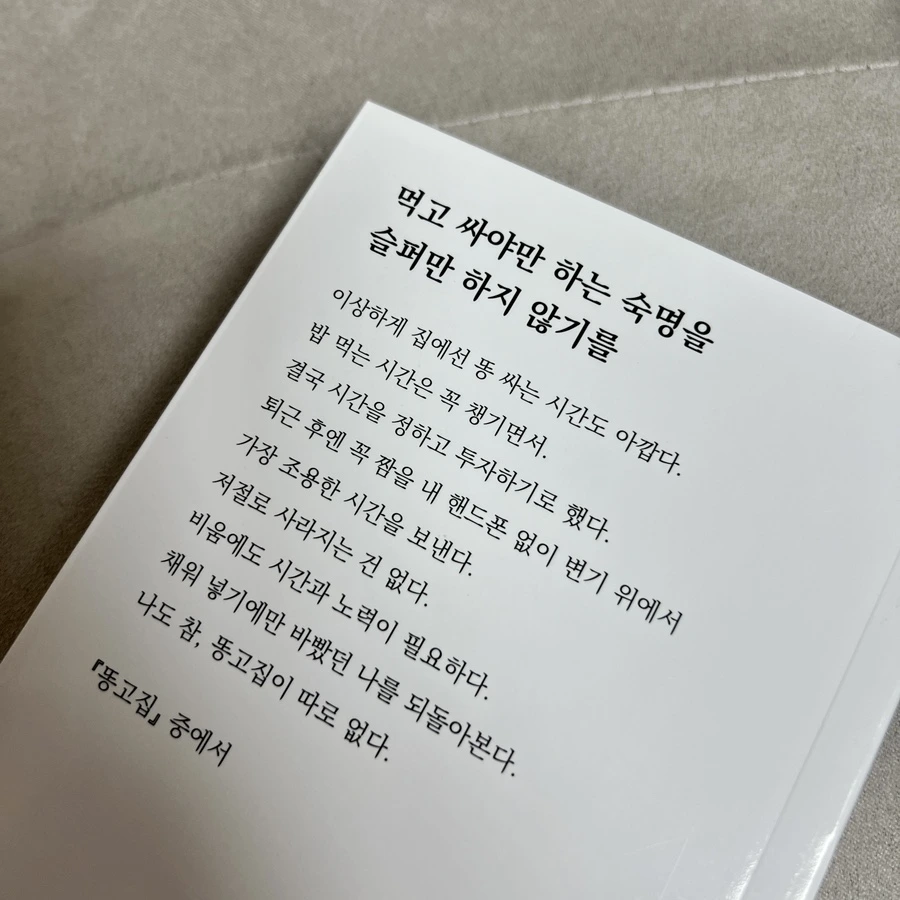 먹고 싸야만 하는 숙명을
슬퍼만 하지 않기를
이상하게 집에선 똥 싸는 시간도 아깝다.
밥 먹는 시간은 꼭 챙기면서.
결국 시간을 정하고 투자하기로 했다.
퇴근 후엔 꼭 짬을 내 핸드폰 없이 변기 위에서
가장 조용한 시간을 보낸다.
저절로 사라지는 건 없다.
비움에도 시간과 노력이 필요하다.
채워 넣기에만 바빴던 나를 되돌아본다.
나도 참, 똥고집이 따로 없다.
『똥고집』 중에서